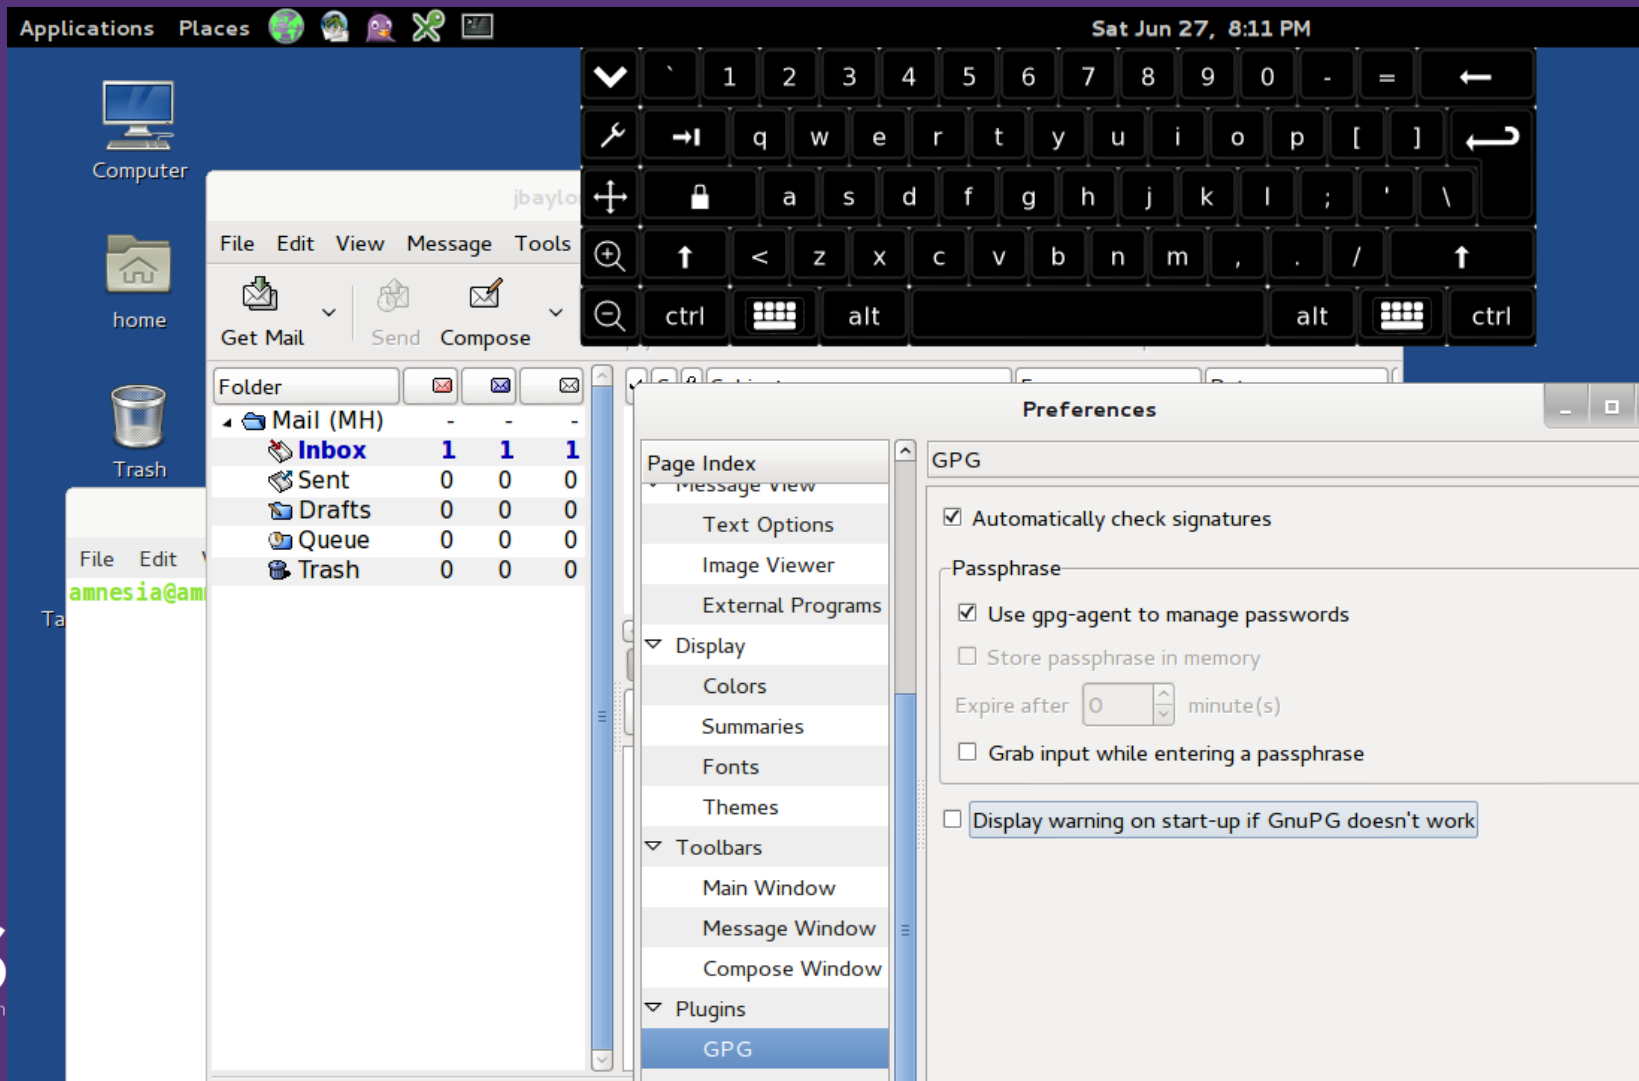 Applications Places Sat Jun 27, 8:11 PM
` 1 2 3 4 5 6 7 8 9 0 - =
q w e r t y u i o p [ ]
a s d f g h j k l ; ' \
< z x c v b n m , . /
ctrl alt alt ctrl
Computer
home
Trash
jbaylo
File Edit View Message Tools
Get Mail Send Compose
Folder
Mail (MH) - - -
Inbox 1 1 1
Sent 0 0 0
Drafts 0 0 0
Queue 0 0 0
Trash 0 0 0
File Edit
amnesia@am
Ta
Preferences
Page Index
Message View
Text Options
Image Viewer
External Programs
Display
Colors
Summaries
Fonts
Themes
Toolbars
Main Window
Message Window
Compose Window
Plugins
GPG
GPG
Automatically check signatures
Passphrase
Use gpg-agent to manage passwords
Store passphrase in memory
Expire after 0 minute(s)
Grab input while entering a passphrase
Display warning on start-up if GnuPG doesn't work